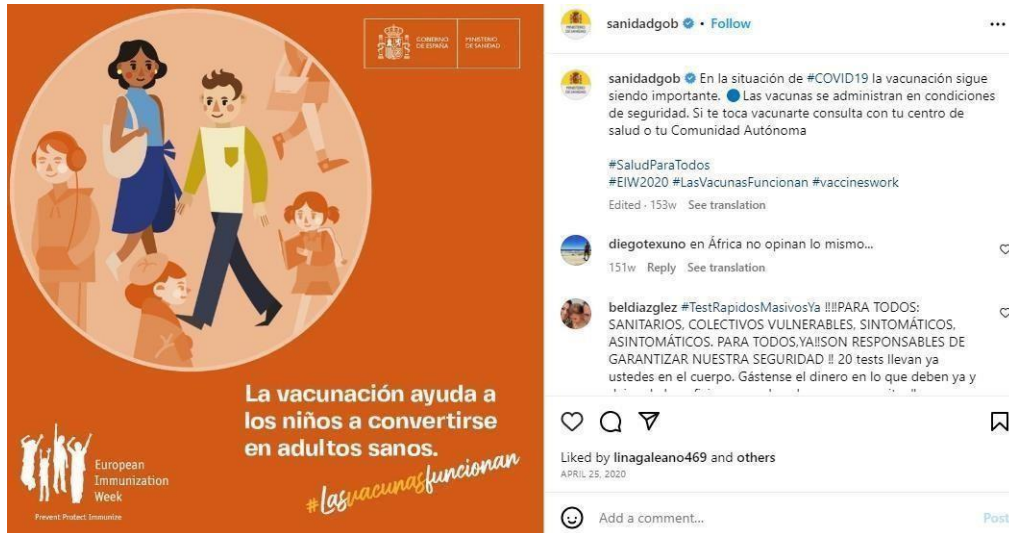 GOBIERNO
DE ESPAÑA
MINISTERIO
DE SANIDAD
La vacunación ayuda a
los niños a convertirse
en adultos sanos.
#Lasvacunasfuncionan
European
Immunization
Week
Prevent Protect Immunize
sanidadgob • Follow
sanidadgob En la situación de #COVID19 la vacunación sigue
siendo importante. Las vacunas se administran en condiciones
de seguridad. Si te toca vacunarte consulta con tu centro de
salud o tu Comunidad Autónoma
#SaludParaTodos
#EIW2020 #LasVacunasFuncionan #vaccineswork
Edited · 153w See translation
diegotexuno en África no opinan lo mismo...
151w Reply See translation
beldiazglez #TestRapidosMasivosYa ‼‼PARA TODOS:
SANITARIOS, COLECTIVOS VULNERABLES, SINTOMÁTICOS,
ASINTOMÁTICOS. PARA TODOS,YA‼SON RESPONSABLES DE
GARANTIZAR NUESTRA SEGURIDAD ‼ 20 tests llevan ya
ustedes en el cuerpo. Gástense el dinero en lo que deben ya y
Liked by linagaleano469 and others
APRIL 25, 2020
Add a comment...
Post